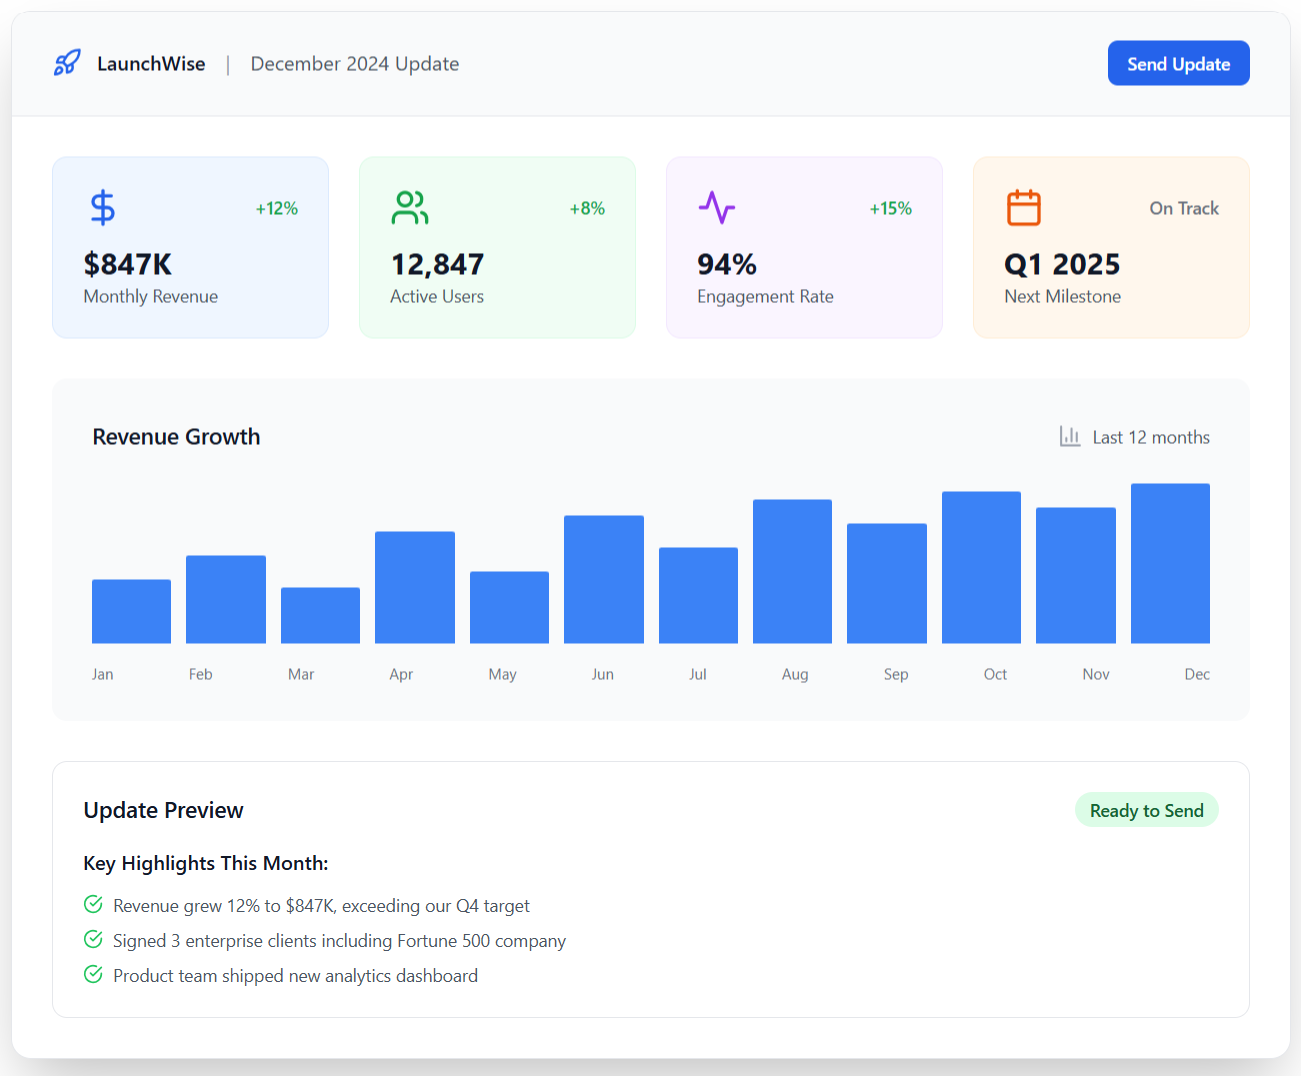 LaunchWise | December 2024 Update
Send Update
+12%
$847K
Monthly Revenue
+8%
12,847
Active Users
+15%
94%
Engagement Rate
On Track
Q1 2025
Next Milestone
Revenue Growth
Last 12 months
Jan Feb Mar Apr May Jun Jul Aug Sep Oct Nov Dec
Update Preview
Ready to Send
Key Highlights This Month:
Revenue grew 12% to $847K, exceeding our Q4 target
Signed 3 enterprise clients including Fortune 500 company
Product team shipped new analytics dashboard